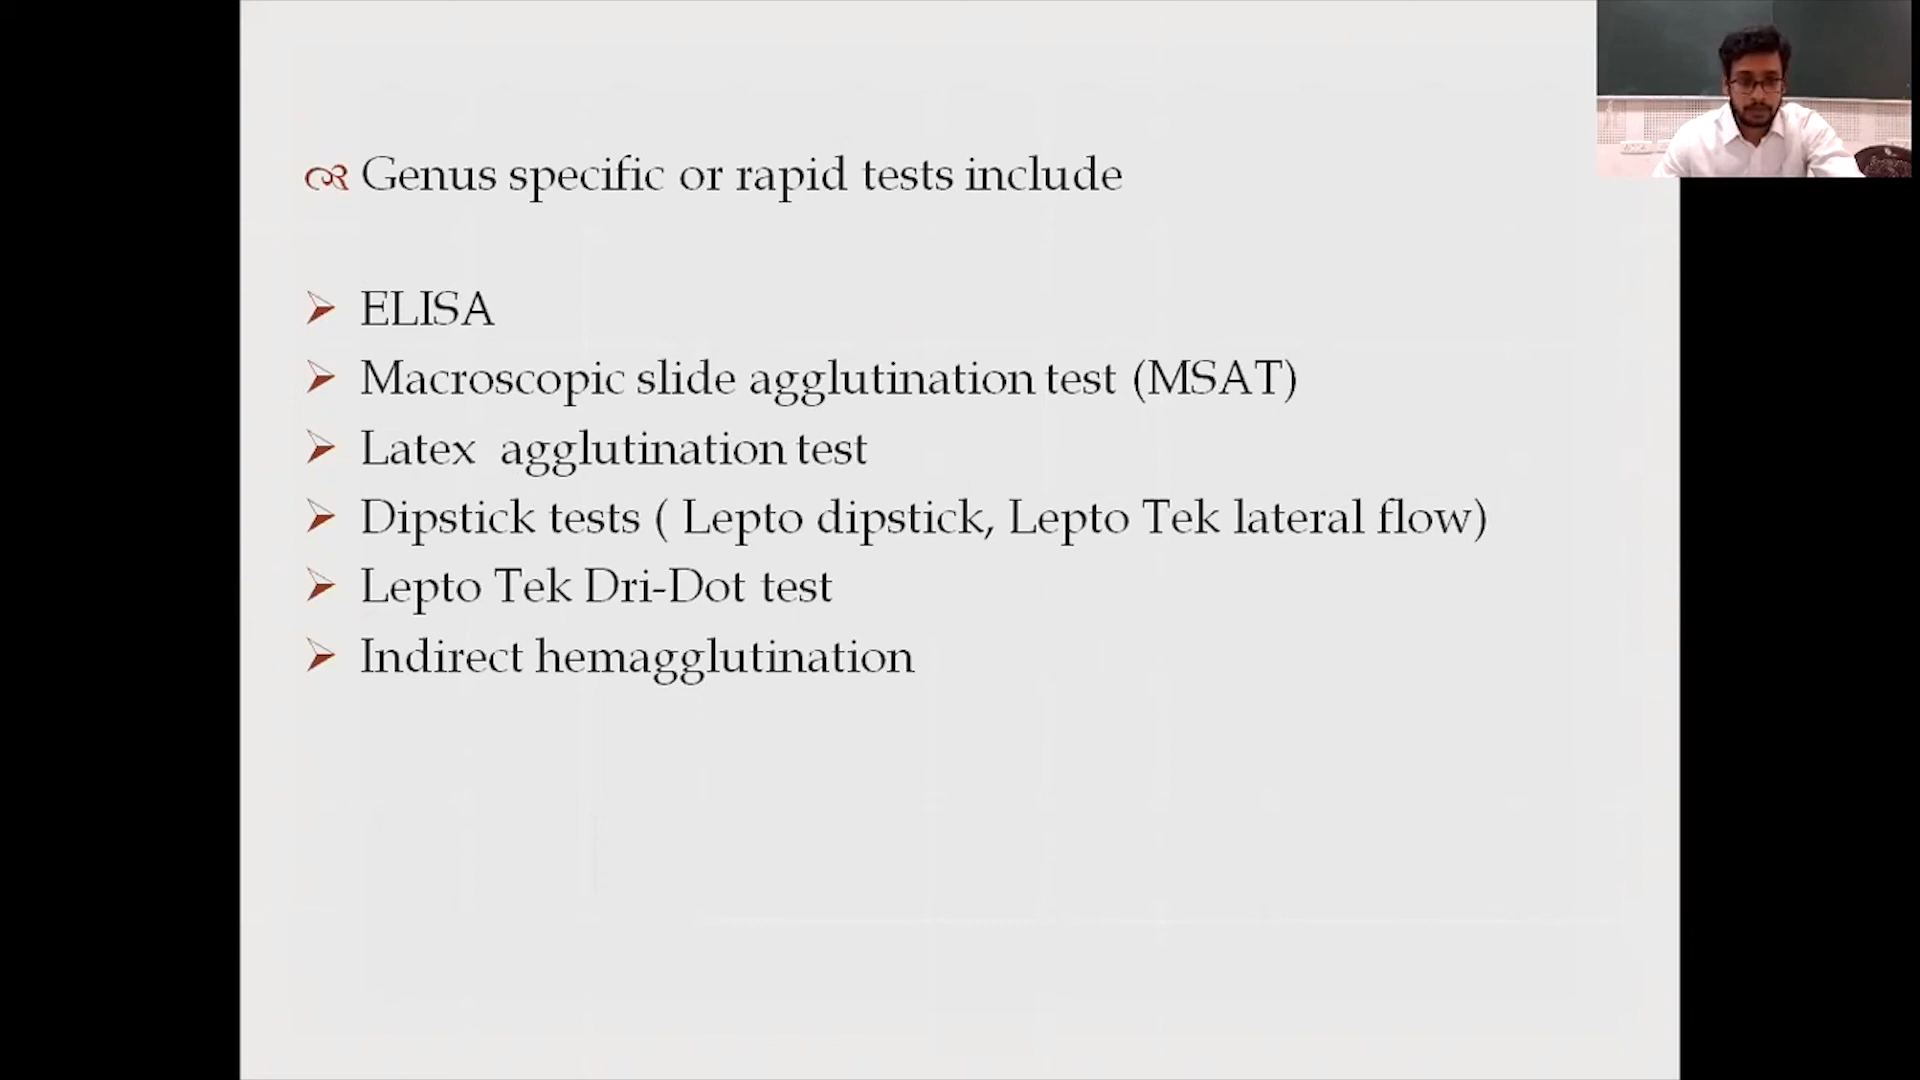 Genus specific or rapid tests include
ELISA
Macroscopic slide agglutination test (MSAT)
Latex agglutination test
Dipstick tests ( Lepto dipstick, Lepto Tek lateral flow)
Lepto Tek Dri-Dot test
Indirect hemagglutination